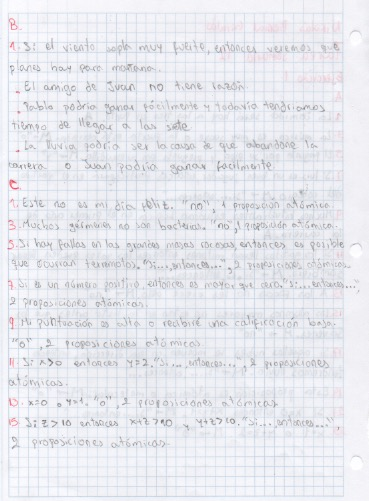 B.
1. Si el viento sopla muy fuerte, entonces veremos que
planes hay para mañana.
- El amigo de Juan no tiene razón.
- Pablo podría ganar fácilmente y todavía tendríamos
tiempo de llegar a las siete
- La lluvia podría ser la causa de que abandone la
carrera o Juan podría ganar facilmente
C.
1. Este no es mi día feliz. "no", 1 proposición atómica.
3. Muchos gérmenes no son bacterias. "no", 1 proposición atómica.
5. Si hay fallas en las grandes masas rocosas, entonces es posible
que ocurran terremotos. "Si..., entonces...", 2 proposiciones atómicas.
7. Si es un número positivo, entonces es mayor que cero. "si... entonces...",
2 proposiciones atómicas.
9. Mi puntuación es alta o recibiré una calificación baja.
"o", 2 proposiciones atómicas.
11. Si x>0 entonces y=2. "Si..., entonces...", 2 proposiciones
atómicas.
13. x=0 o y=1. "o", 2 proposiciones atómicas
15. Si z>10 entonces x+z>10 y y+z>10. "Si..., entonces...",
2 proposiciones atómicas.